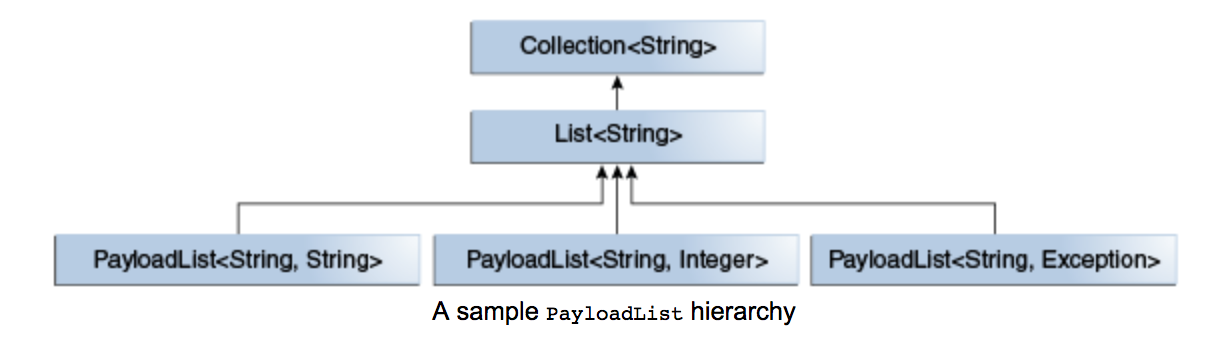 Collection<String>
List<String>
PayloadList<String, String> PayloadList<String, Integer> PayloadList<String, Exception>
A sample PayloadList hierarchy